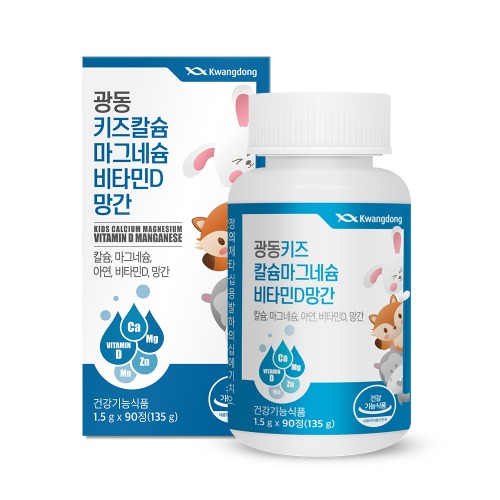 Kwangdong
광동
키즈칼슘
마그네슘
비타민D
망간
KIDS CALCIUM MAGNESIUM
VITAMIN D MANGANESE
칼슘, 마그네슘,
아연, 비타민D, 망간
Ca
Mg
VITAMIN
D
Zn
Mn
건강기능식품
1.5 g x 90정(135 g)
Kwangdong
광동키즈
칼슘마그네슘
비타민D망간
칼슘, 마그네슘, 아연, 비타민D, 망간
Ca
Mg
VITAMIN
D
Zn
Mn
건강기능식품
1.5 g x 90정(135 g)
건강
기능식품